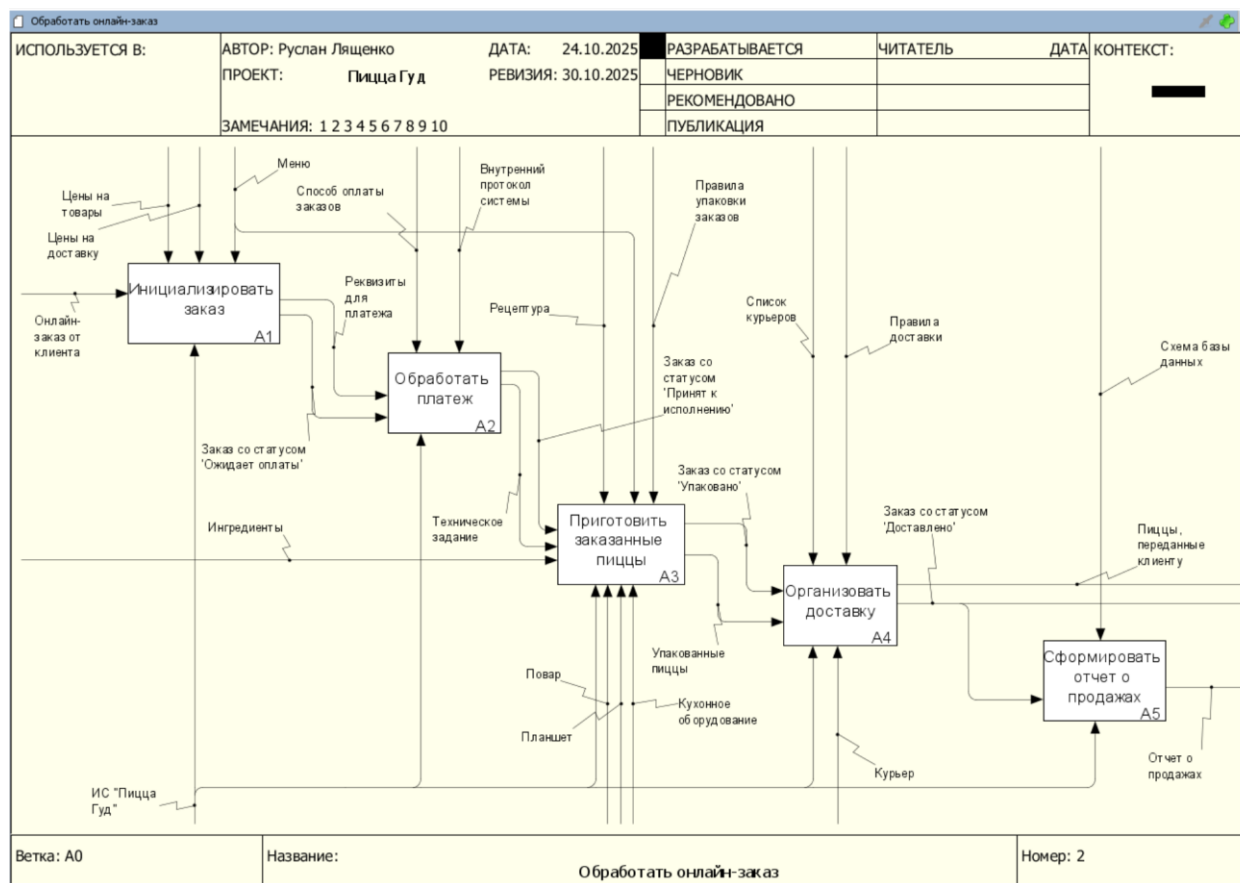 Обработать онлайн-заказ
ИСПОЛЬЗУЕТСЯ В:
АВТОР: Руслан Лященко
ДАТА: 24.10.2025
РАЗРАБАТЫВАЕТСЯ
ЧИТАТЕЛЬ
ДАТА
КОНТЕКСТ:
ПРОЕКТ: Пицца Гуд
РЕВИЗИЯ: 30.10.2025
ЧЕРНОВИК
РЕКОМЕНДОВАНО
ЗАМЕЧАНИЯ: 1 2 3 4 5 6 7 8 9 10
ПУБЛИКАЦИЯ
Меню
Цены на
товары
Цены на
доставку
Способ оплаты
заказов
Внутренний
протокол
системы
Правила
упаковки
заказов
Инициализировать
заказ
A1
Онлайн-
заказ от
клиента
Реквизиты
для
платежа
Рецептура
Список
курьеров
Правила
доставки
Схема базы
данных
Обработать
платеж
A2
Заказ со
статусом
'Принят к
исполнению'
Заказ со статусом
'Ожидает оплаты'
Заказ со статусом
'Упаковано'
Ингредиенты
Техническое
задание
Приготовить
заказанные
пиццы
A3
Заказ со статусом
'Доставлено'
Пиццы,
переданные
клиенту
Организовать
доставку
A4
Упакованные
пиццы
Сформировать
отчет о
продажах
A5
Повар
Планшет
Кухонное
оборудование
Курьер
Отчет о
продажах
ИС "Пицца
Гуд"
Ветка: A0
Название:
Обработать онлайн-заказ
Номер: 2